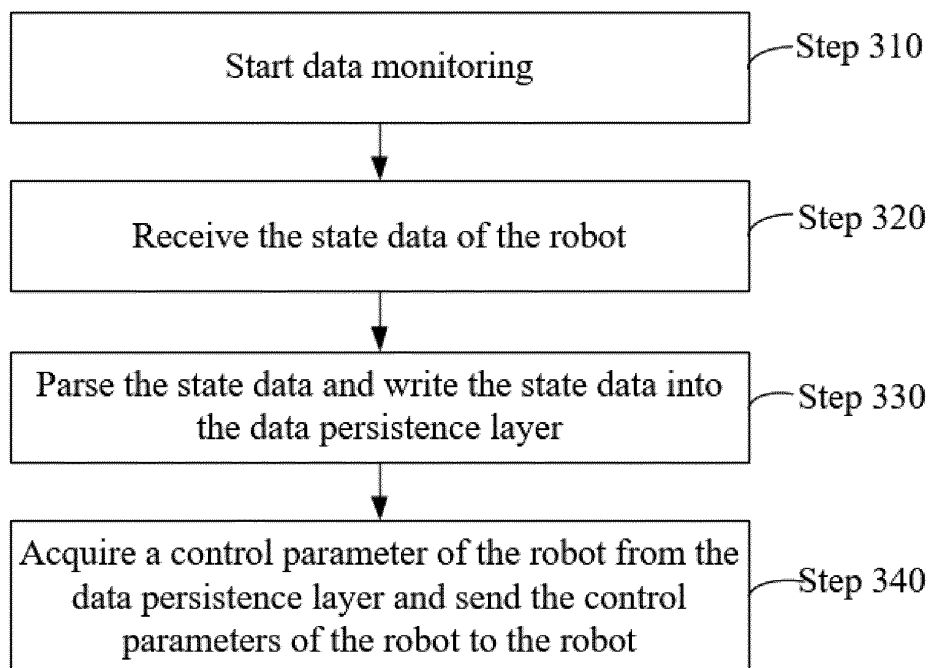 Start data monitoring
Step 310
Receive the state data of the robot
Step 320
Parse the state data and write the state data into
the data persistence layer
Step 330
Acquire a control parameter of the robot from the
data persistence layer and send the control
parameters of the robot to the robot
Step 340